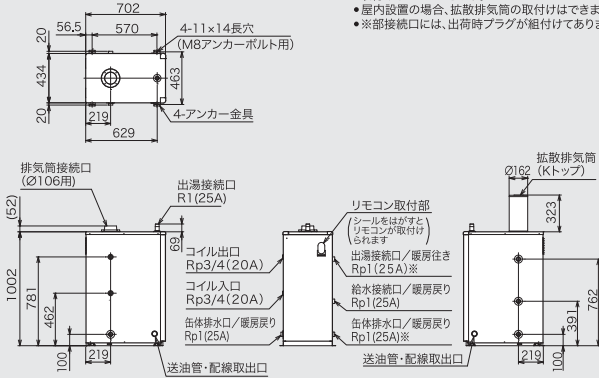 702
56.5
570
20
434
20
463
219
629
4-11×14長穴
(M8アンカーボルト用)
4-アンカー金具
●屋内設置の場合、拡散排気筒の取付けはできま
●※部接続口には、出荷時プラグが組付けてあり
排気筒接続口
(Ø106用)
出湯接続口
R1(25A)
(52)
69
1002
781
462
100
219
送油管・配線取出口
コイル出口
Rp3/4(20A)
コイル入口
Rp3/4(20A)
缶体排水口/暖房戻り
Rp1(25A)
リモコン取付部
(シールをはがすと
リモコンが取付け
られます)
出湯接続口/暖房往き
Rp1(25A)※
給水接続口/暖房戻り
Rp1(25A)
缶体排水口/暖房戻り
Rp1(25A)※
送油管・配線取出口
Ø162
拡散排気筒
(Kトップ)
323
762
391
100
219